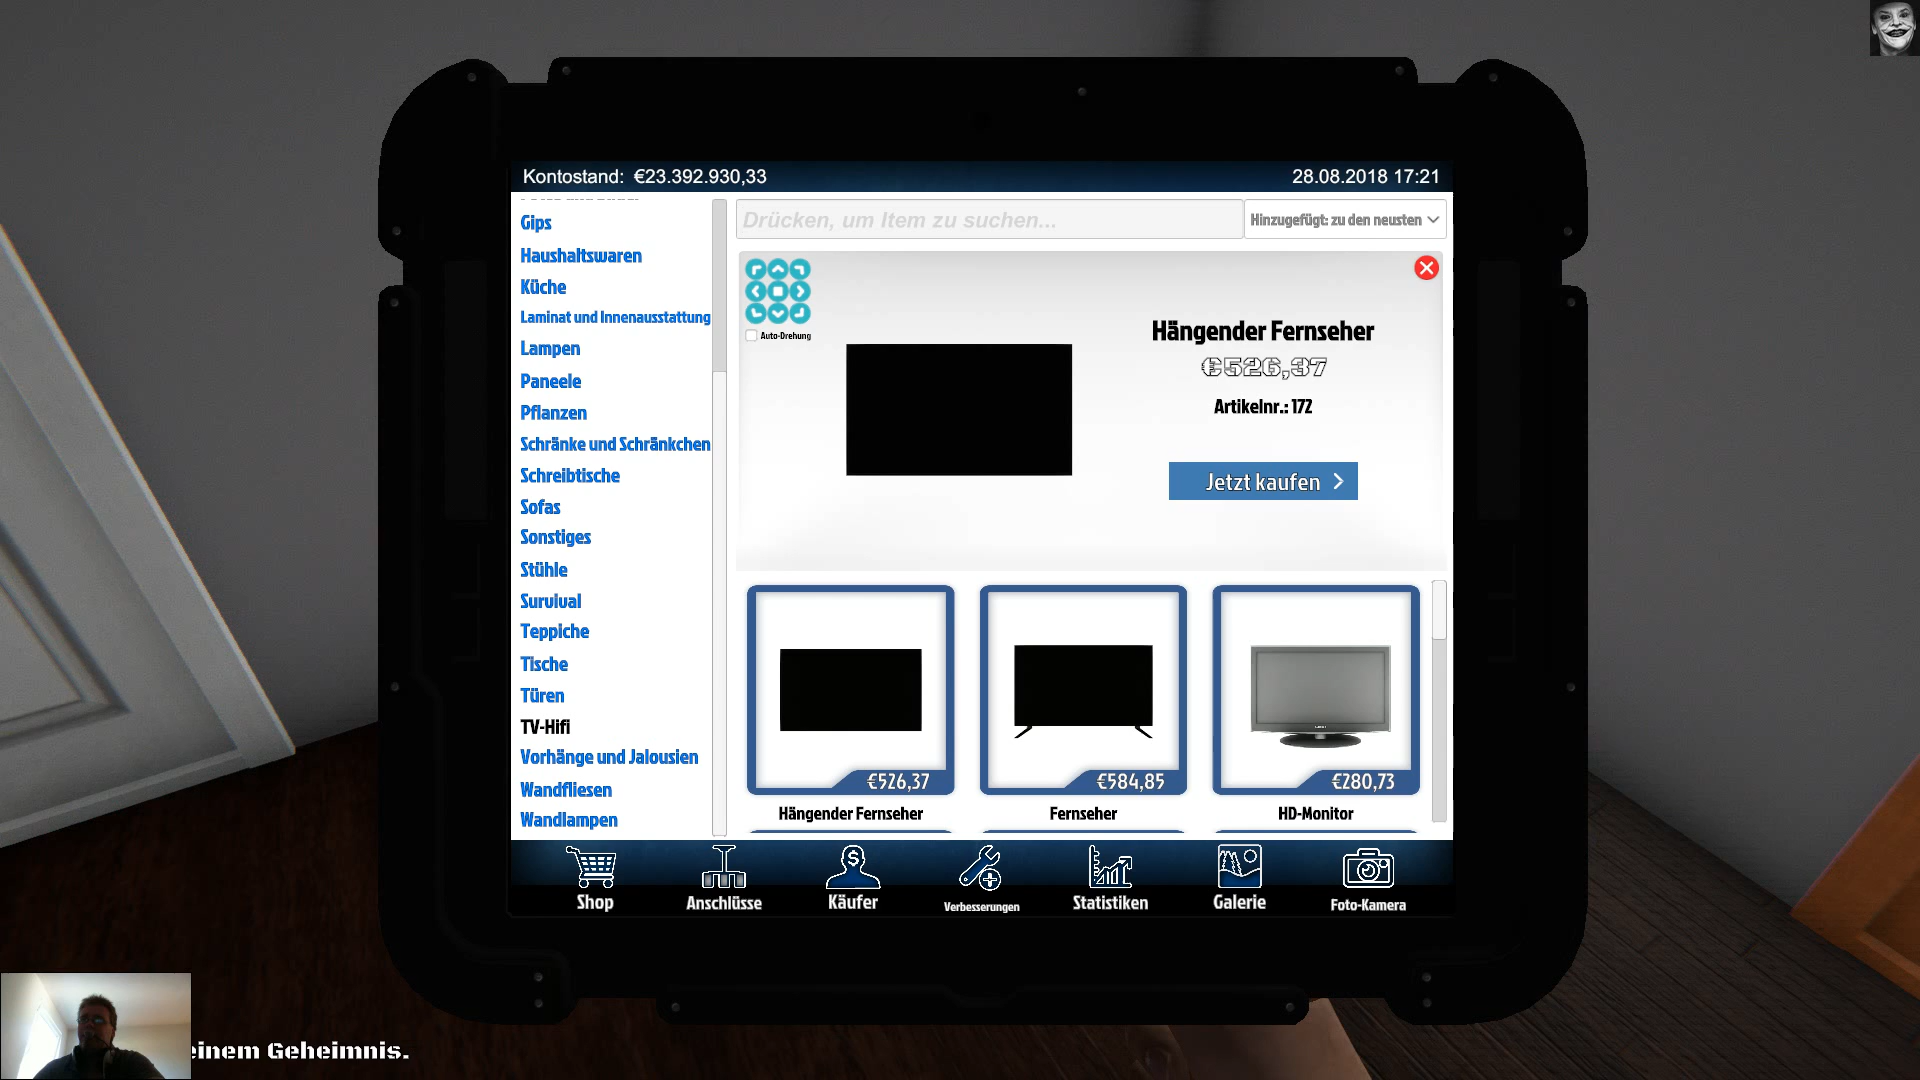 Kontostand: €23.392.930,33
28.08.2018 17:21
Gips
Haushaltswaren
Küche
Laminat und Innenausstattung
Lampen
Paneele
Pflanzen
Schränke und Schränkchen
Schreibtische
Sofas
Sonstiges
Stühle
Survival
Teppiche
Tische
Türen
TV-Hifi
Vorhänge und Jalousien
Wandfliesen
Wandlampen
Drücken, um Item zu suchen...
Hinzugefügt: zu den neusten
Auto-Drehung
Hängender Fernseher
€526,37
Artikelnr.: 172
Jetzt kaufen
€526,37
€584,85
€280,73
Hängender Fernseher
Fernseher
HD-Monitor
Shop
Anschlüsse
Käufer
Verbesserungen
Statistiken
Galerie
Foto-Kamera
einem Geheimnis.